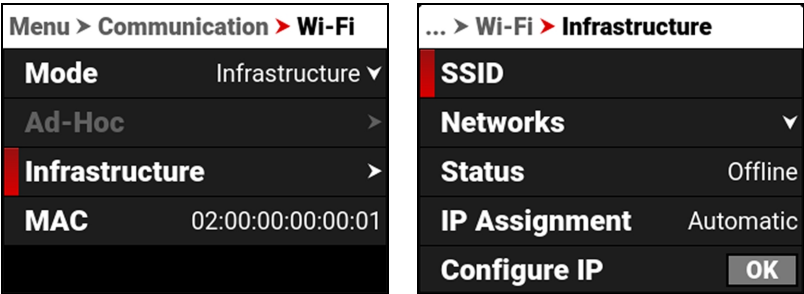 Menu > Communication > Wi-Fi
Mode Infrastructure
Ad-Hoc >
Infrastructure >
MAC 02:00:00:00:00:01
... > Wi-Fi > Infrastructure
SSID
Networks
Status Offline
IP Assignment Automatic
Configure IP OK